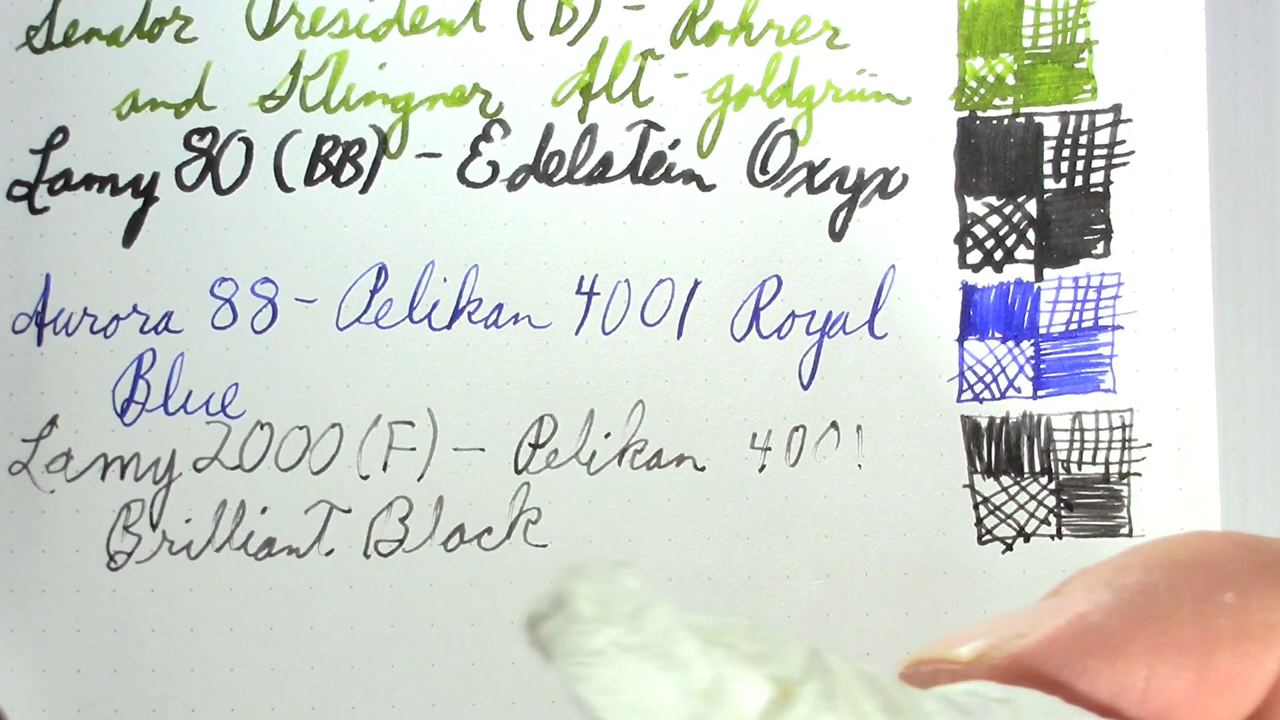 Senator President (B) - Rohrer
and Klingner Alt-goldgrün
Lamy 80 (BB) - Edelstein Oxyx
Aurora 88 - Pelikan 4001 Royal
Blue
Lamy 2000 (F) - Pelikan 4001
Brilliant Black